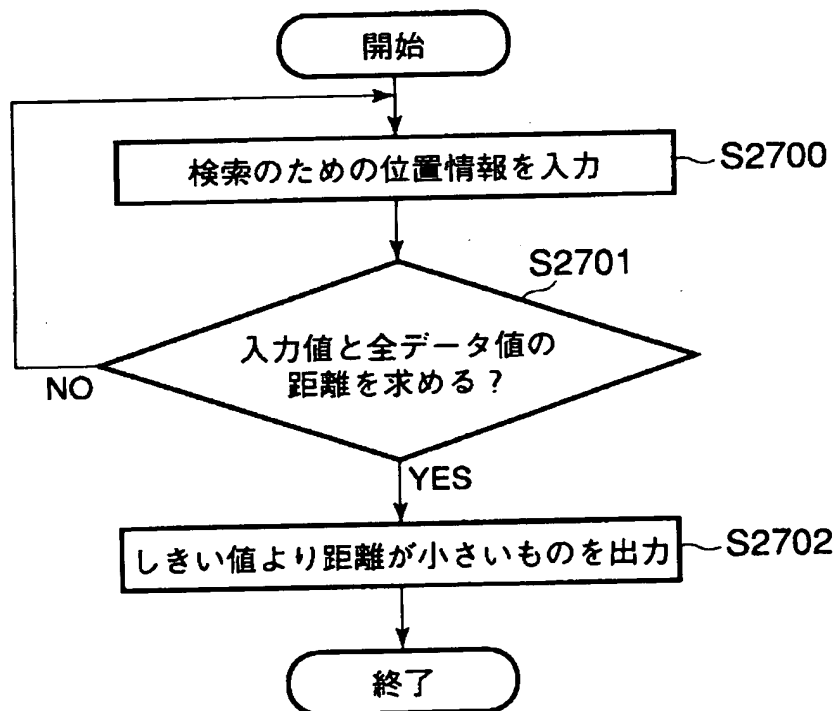 開始
検索のための位置情報を入力
S2700
S2701
入力値と全データ値の
距離を求める?
NO
YES
しきい値より距離が小さいものを出力
S2702
終了